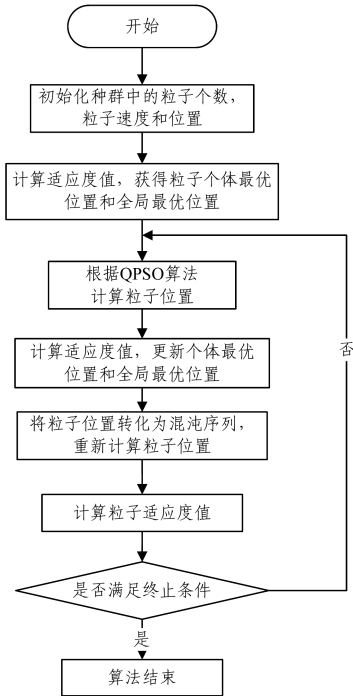 开始
初始化种群中的粒子个数，
粒子速度和位置
计算适应度值，获得粒子个体最优
位置和全局最优位置
根据QPSO算法
计算粒子位置
否
计算适应度值，更新个体最优
位置和全局最优位置
将粒子位置转化为混沌序列，
重新计算粒子位置
计算粒子适应度值
是否满足终止条件
是
算法结束